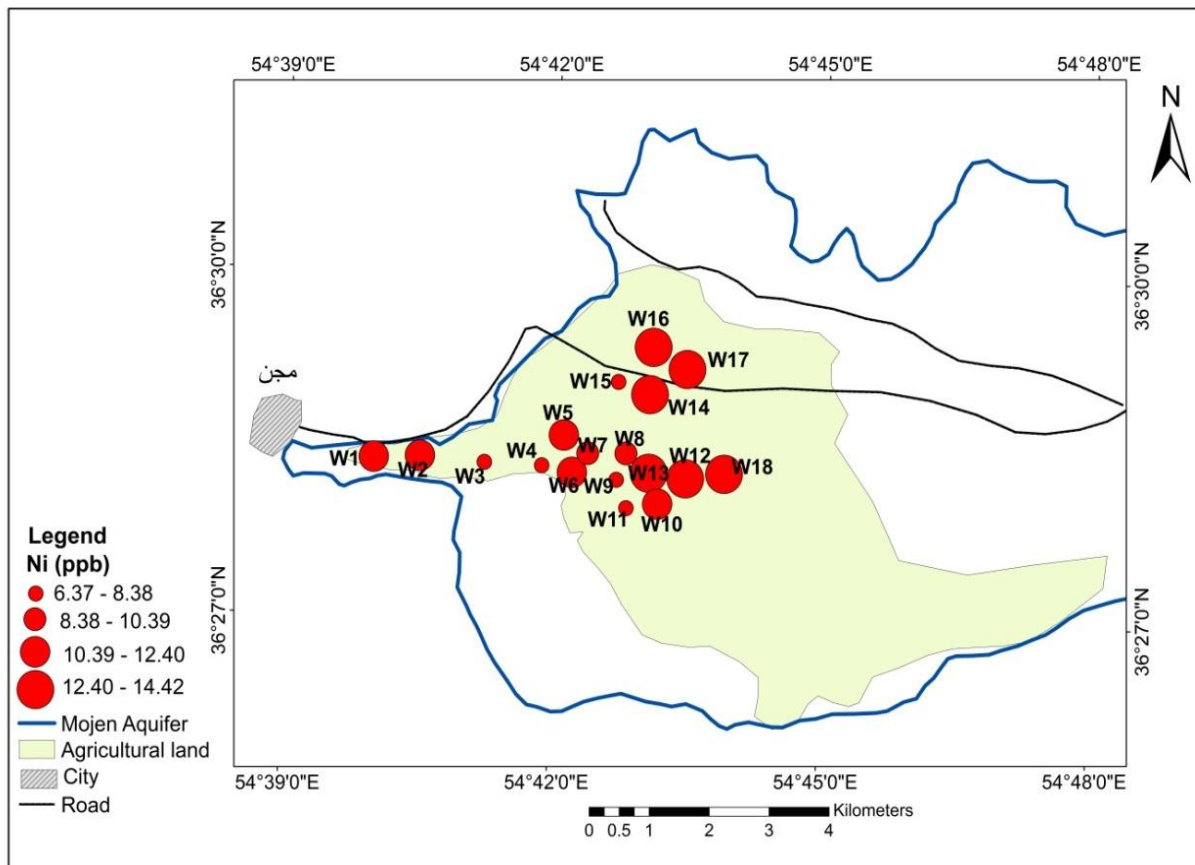 54°39'0"E 54°42'0"E 54°45'0"E 54°48'0"E
N
36°30'0"N
36°30'0"N
36°27'0"N
36°27'0"N
مجن
W16
W17
W15
W14
W5
W7
W8
W4
W1
W2
W3
W6
W9
W13
W12
W18
W11
W10
Legend
Ni (ppb)
6.37 - 8.38
8.38 - 10.39
10.39 - 12.40
12.40 - 14.42
Mojen Aquifer
Agricultural land
City
Road
54°39'0"E 54°42'0"E 54°45'0"E 54°48'0"E
Kilometers
0 0.5 1 2 3 4